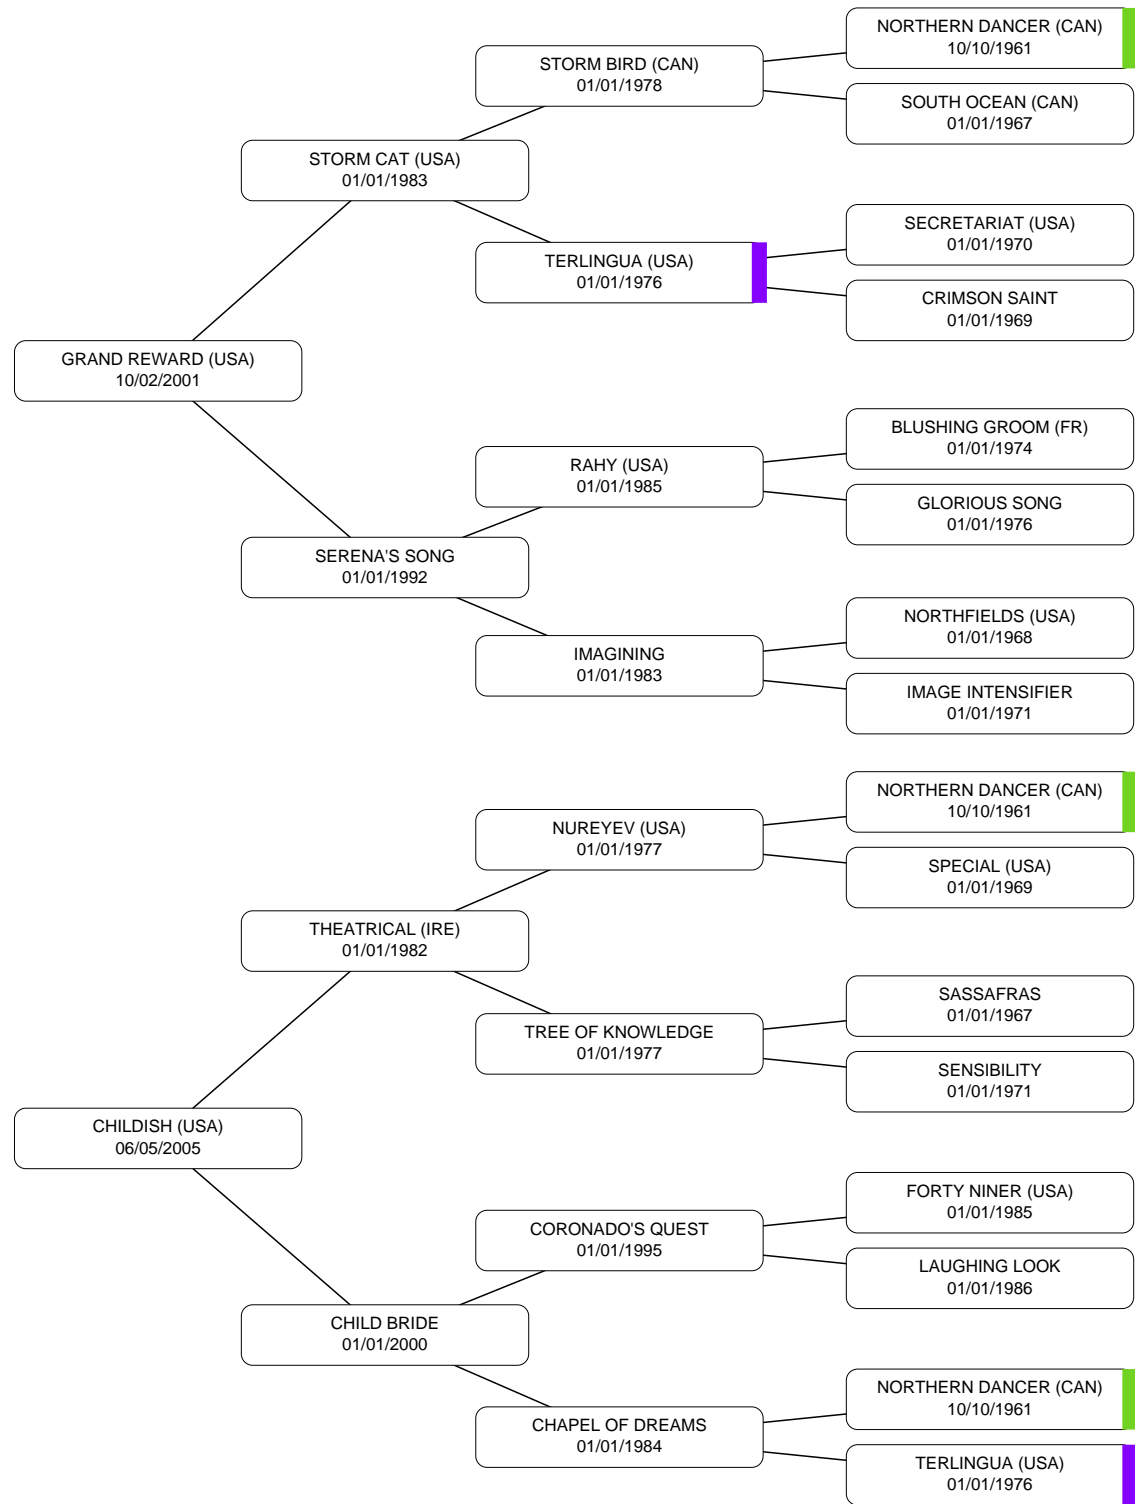 NORTHERN DANCER (CAN)
10/10/1961
STORM BIRD (CAN)
01/01/1978
SOUTH OCEAN (CAN)
01/01/1967
STORM CAT (USA)
01/01/1983
SECRETARIAT (USA)
01/01/1970
TERLINGUA (USA)
01/01/1976
CRIMSON SAINT
01/01/1969
GRAND REWARD (USA)
10/02/2001
BLUSHING GROOM (FR)
01/01/1974
RAHY (USA)
01/01/1985
GLORIOUS SONG
01/01/1976
SERENA'S SONG
01/01/1992
NORTHFIELDS (USA)
01/01/1968
IMAGINING
01/01/1983
IMAGE INTENSIFIER
01/01/1971
NORTHERN DANCER (CAN)
10/10/1961
NUREYEV (USA)
01/01/1977
SPECIAL (USA)
01/01/1969
THEATRICAL (IRE)
01/01/1982
SASSAFRAS
01/01/1967
TREE OF KNOWLEDGE
01/01/1977
SENSIBILITY
01/01/1971
CHILDISH (USA)
06/05/2005
FORTY NINER (USA)
01/01/1985
CORONADO'S QUEST
01/01/1995
LAUGHING LOOK
01/01/1986
CHILD BRIDE
01/01/2000
NORTHERN DANCER (CAN)
10/10/1961
CHAPEL OF DREAMS
01/01/1984
TERLINGUA (USA)
01/01/1976